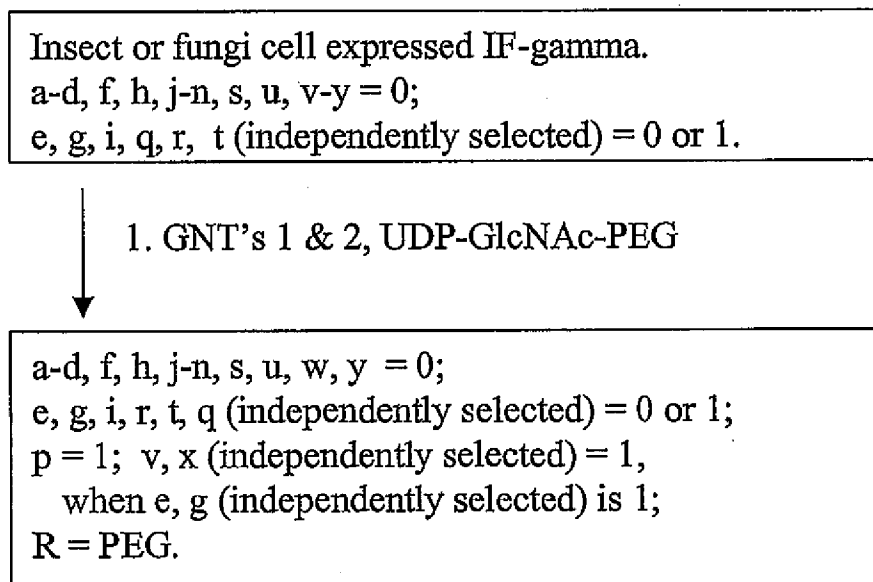 Insect or fungi cell expressed IF-gamma.
a-d, f, h, j-n, s, u, v-y = 0;
e, g, i, q, r, t (independently selected) = 0 or 1.
1. GNT's 1 & 2, UDP-GlcNAc-PEG
a-d, f, h, j-n, s, u, w, y = 0;
e, g, i, r, t, q (independently selected) = 0 or 1;
p = 1; v, x (independently selected) = 1,
when e, g (independently selected) is 1;
R = PEG.